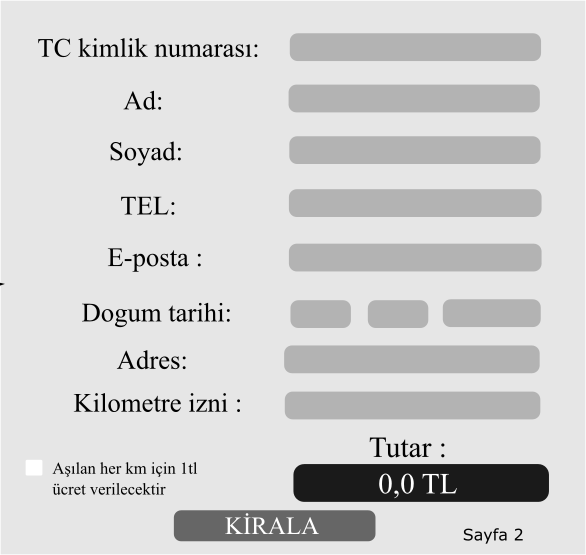 TC kimlik numarası:
Ad:
Soyad:
TEL:
E-posta :
Dogum tarihi:
Adres:
Kilometre izni :
Tutar :
Aşılan her km için 1tl
ücret verilecektir
0,0 TL
KİRALA
Sayfa 2